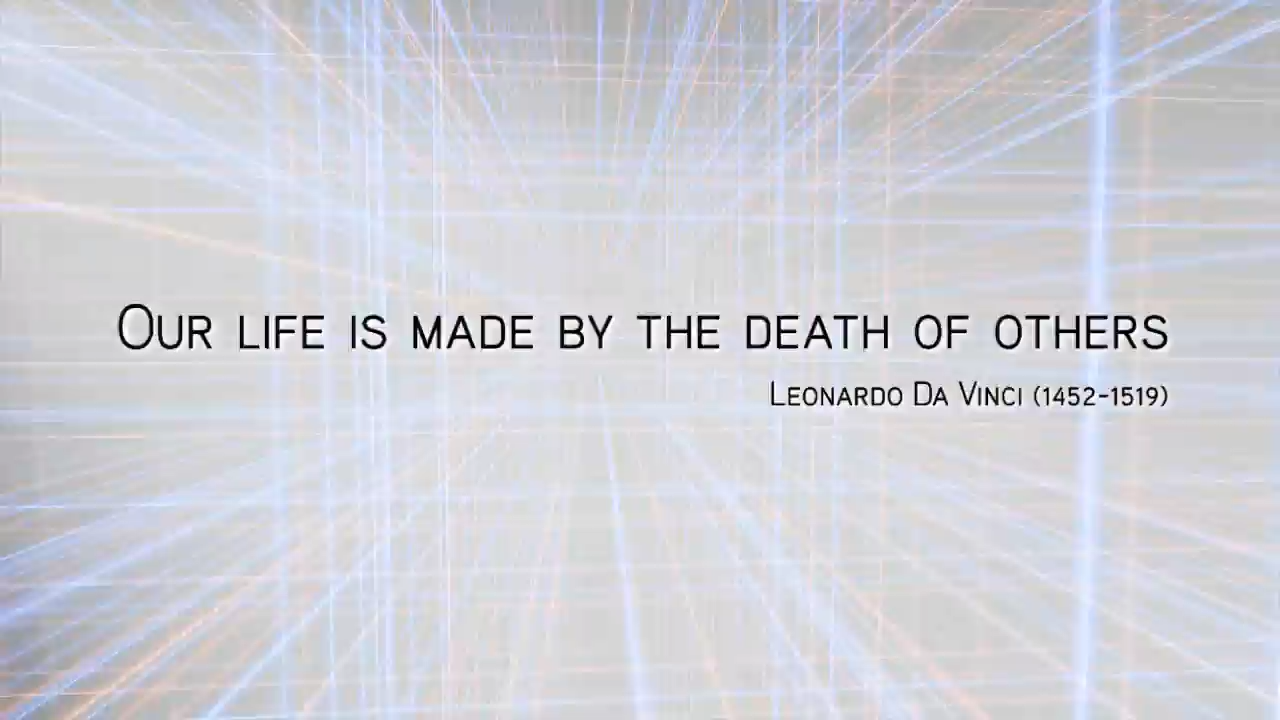 Our life is made by the death of others
Leonardo Da Vinci (1452-1519)